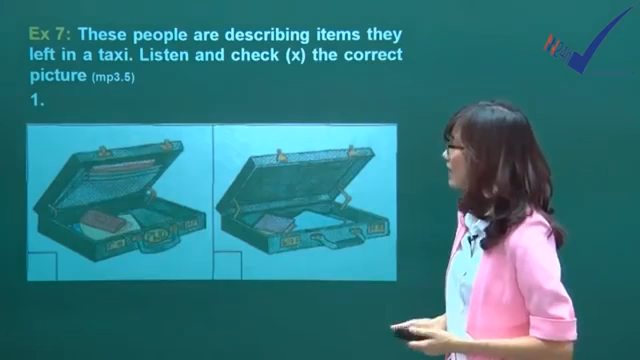 Ex 7: These people are describing items they
left in a taxi. Listen and check (x) the correct
picture (mp3.5)
1.